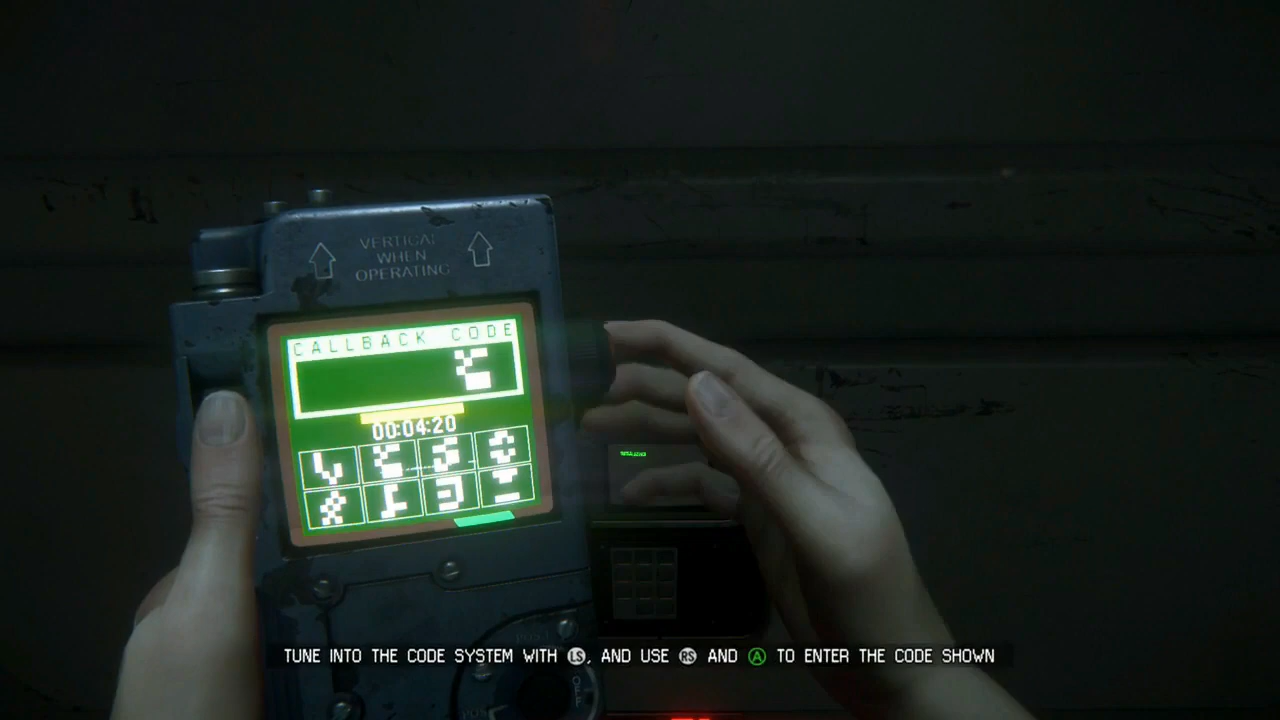 VERTICAL
WHEN
OPERATING
CALLBACK CODE
00:04:20
TUNE INTO THE CODE SYSTEM WITH LS, AND USE RS AND A TO ENTER THE CODE SHOWN